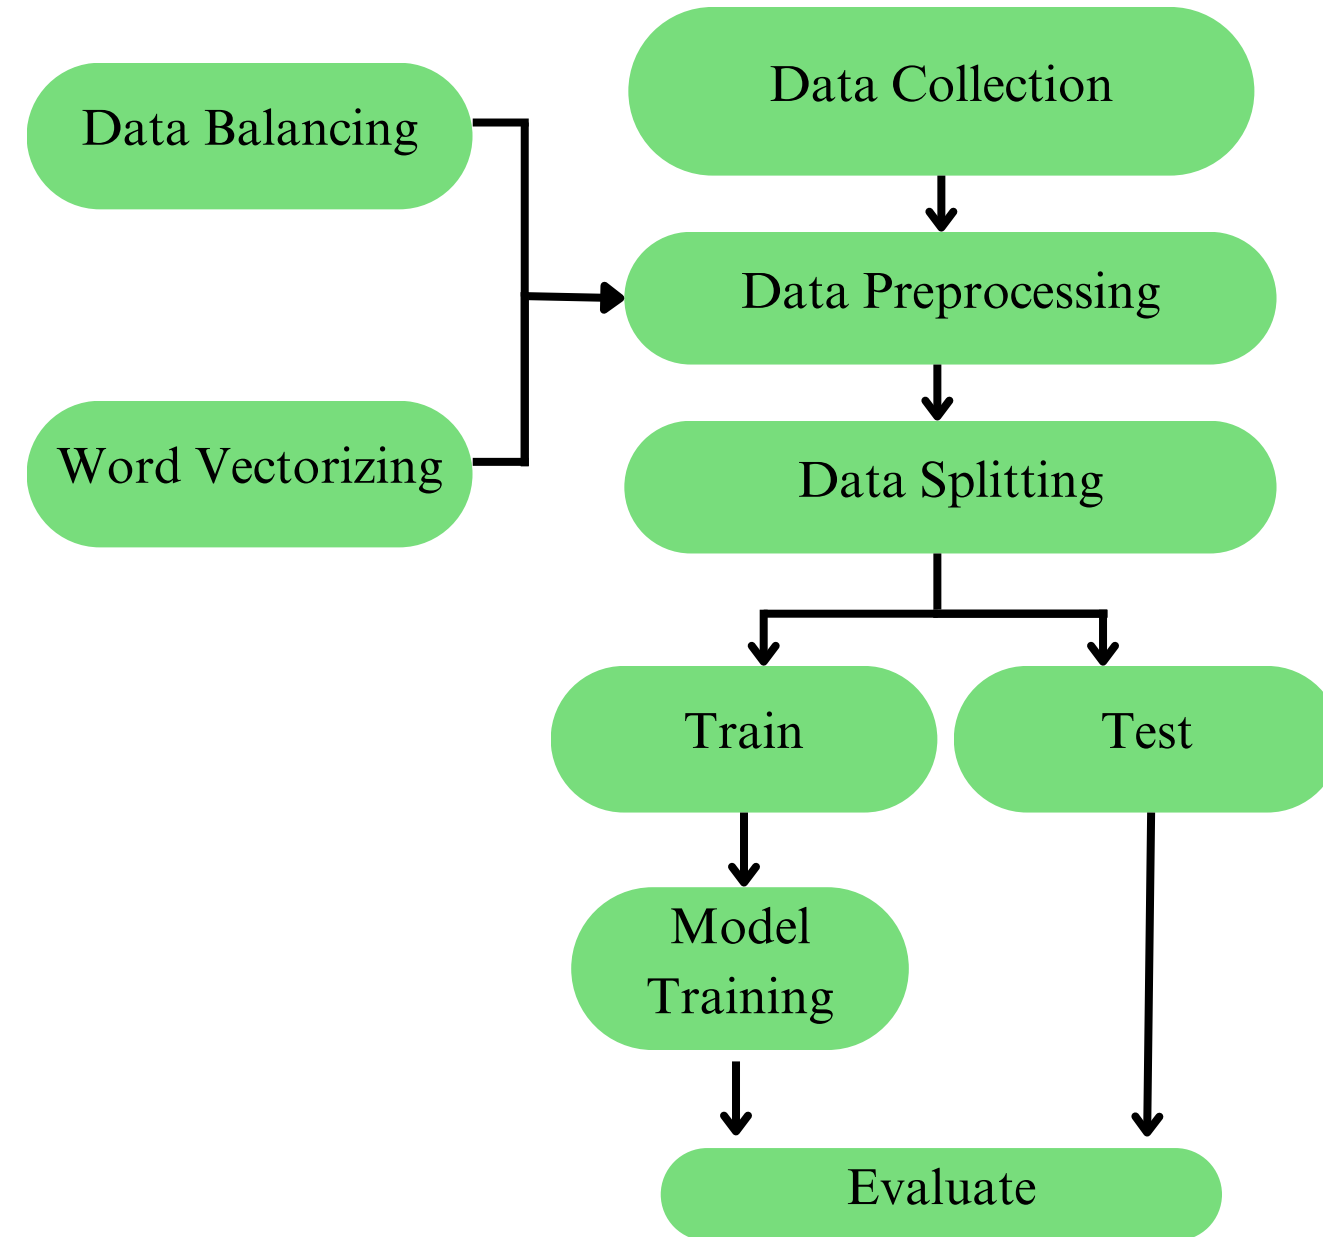 Data Collection
Data Balancing
Data Preprocessing
Word Vectorizing
Data Splitting
Train
Test
Model
Training
Evaluate